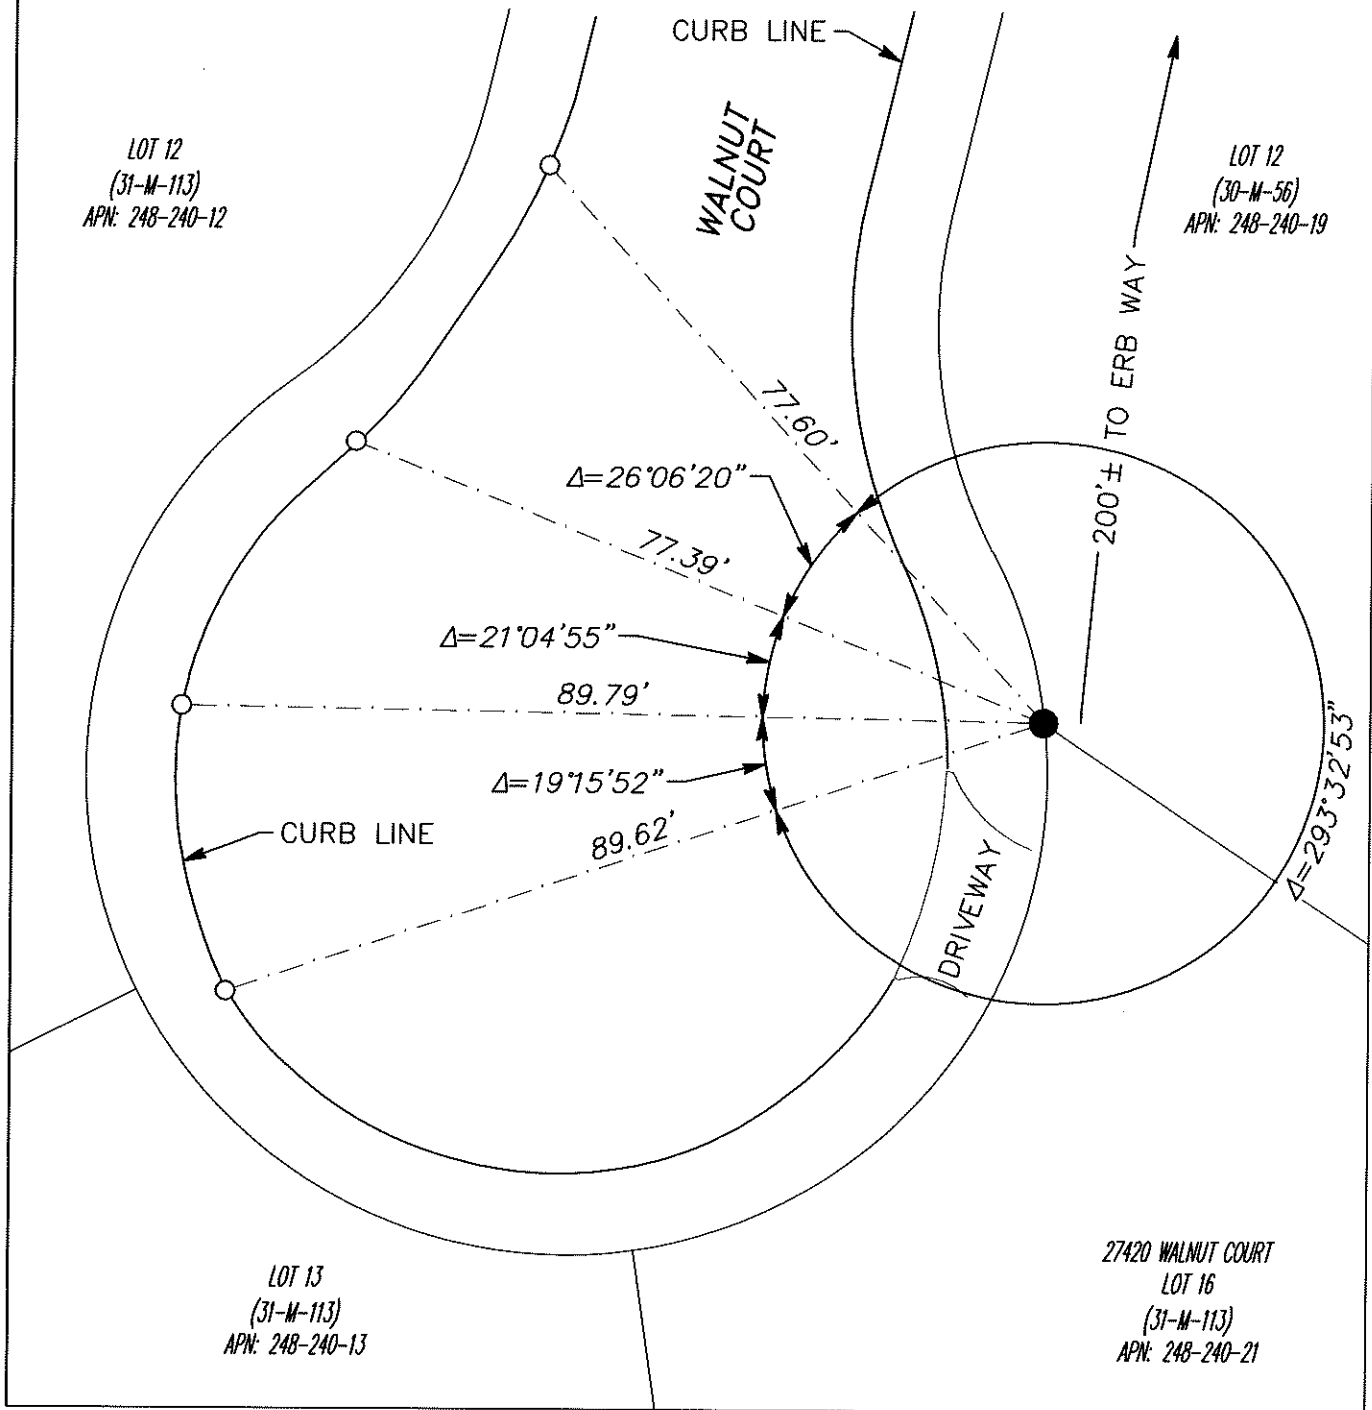 CURB LINE
WALNUT
COURT
LOT 12
(31-M-113)
APN: 248-240-12
LOT 12
(30-M-56)
APN: 248-240-19
200'± TO ERB WAY
77.60'
Δ=26°06'20"
77.39'
Δ=21°04'55"
89.79'
Δ=19°15'52"
89.62'
CURB LINE
DRIVEWAY
Δ=293°32'53"
LOT 13
(31-M-113)
APN: 248-240-13
27420 WALNUT COURT
LOT 16
(31-M-113)
APN: 248-240-21